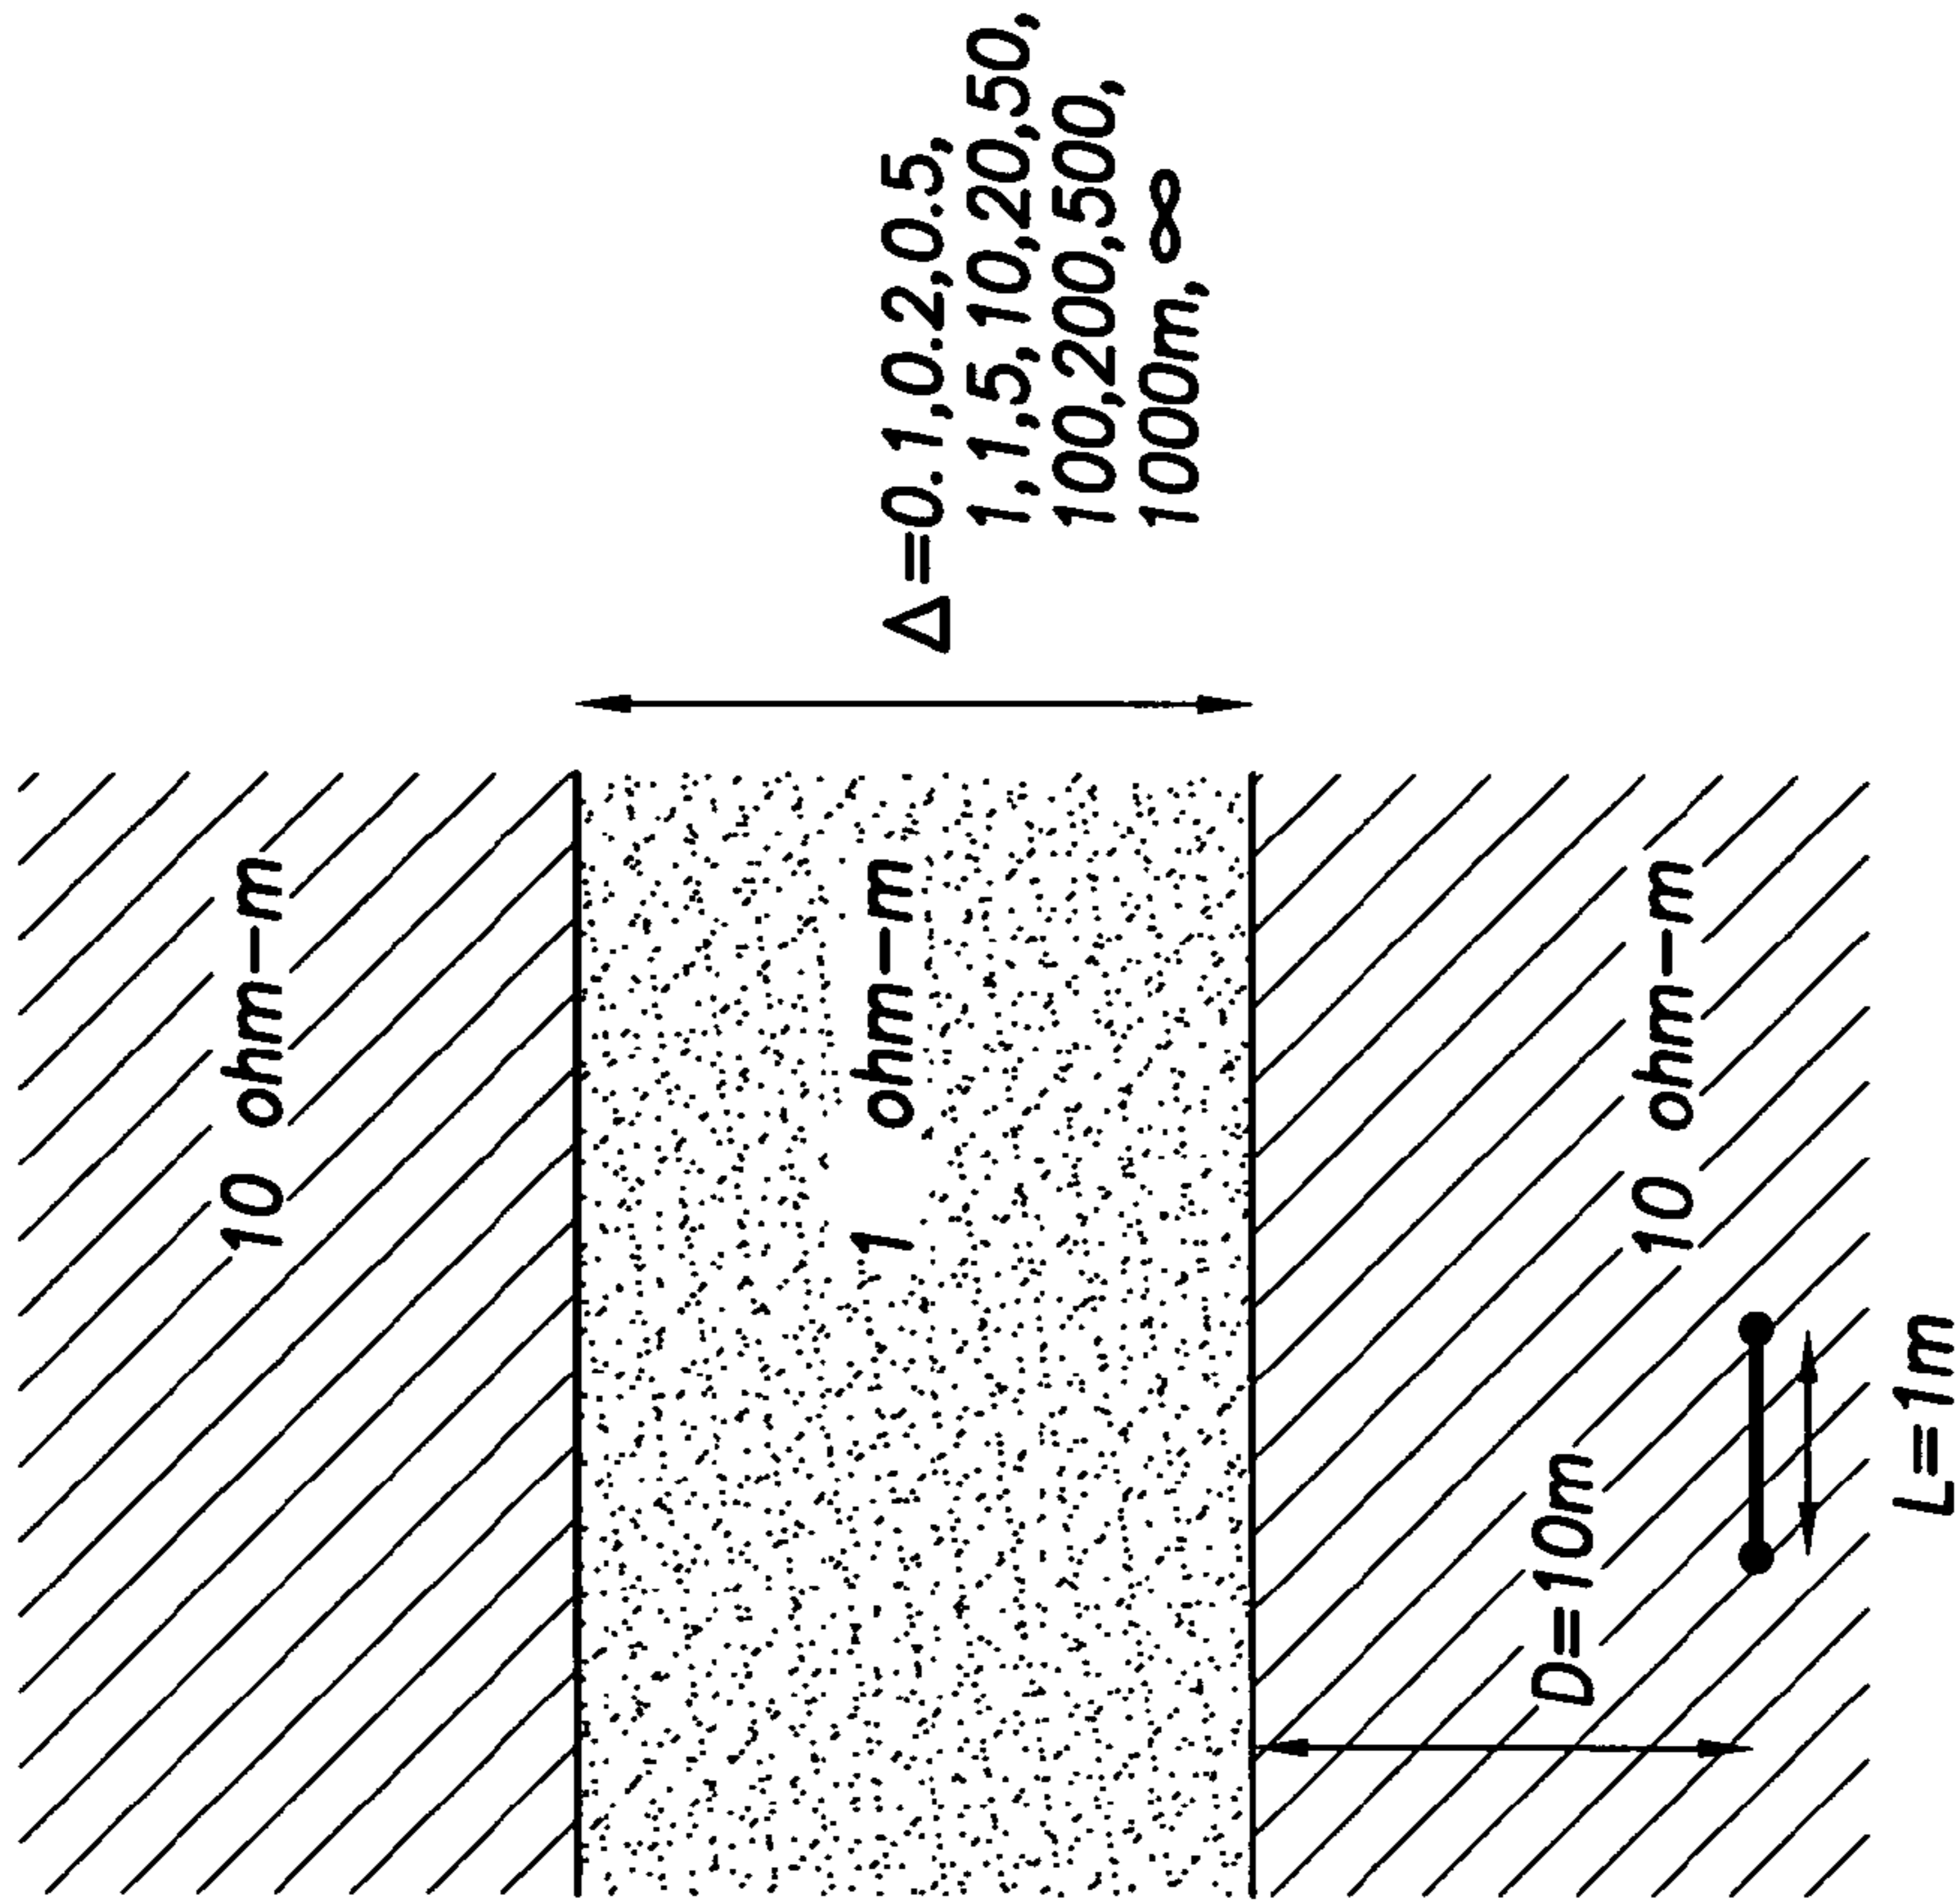 10 ohm-m
1 ohm-m
Δ=0.1,0.2,0.5,
1,1,5,10,20,50,
100,200,500,
1000m,∞
10 ohm-m
D=10m
L=1m